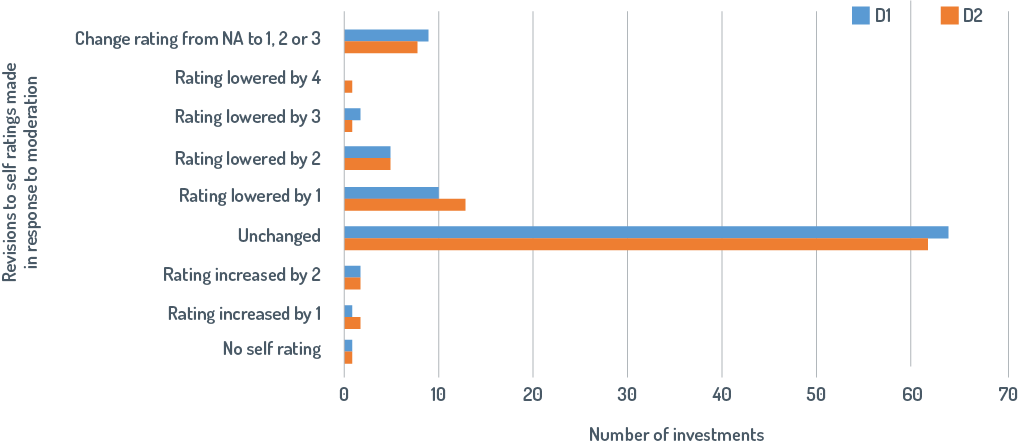 D1 D2
Change rating from NA to 1, 2 or 3
Rating lowered by 4
Rating lowered by 3
Rating lowered by 2
Rating lowered by 1
Unchanged
Rating increased by 2
Rating increased by 1
No self rating
Revisions to self ratings made
in response to moderation
0 10 20 30 40 50 60 70
Number of investments